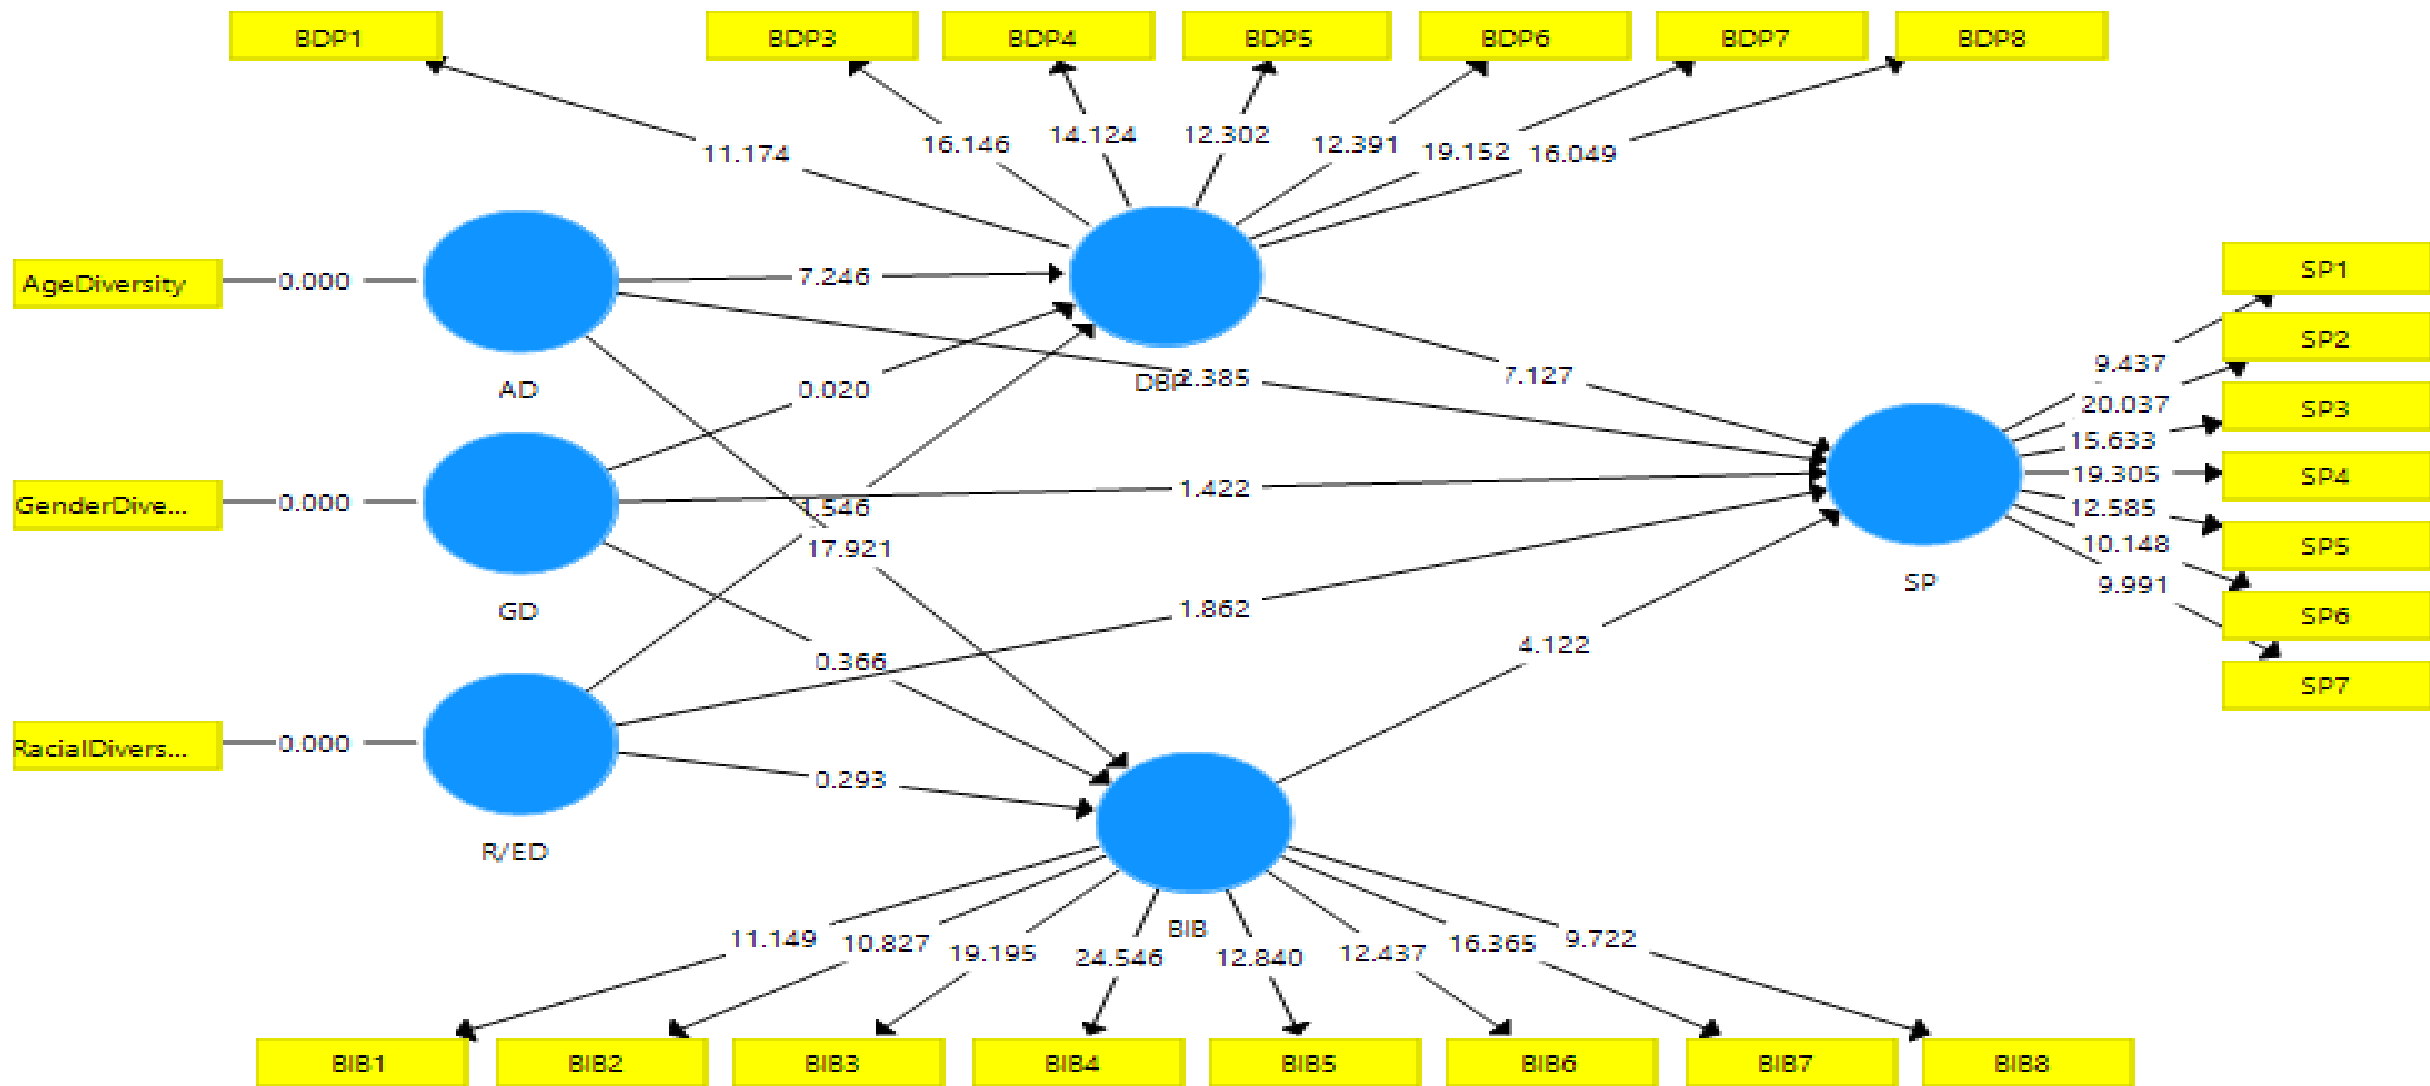 BDP1
BDP3
BDP4
BDP5
BDP6
BDP7
BDP8
11.174
16.146
14.124
12.302
12.391
19.152
16.049
AgeDiversity
0.000
7.246
AD
0.020
DBP
2.385
7.127
GenderDive...
0.000
1.546
1.422
17.921
GD
0.366
1.862
4.122
RacialDivers...
0.000
0.293
R/ED
SP
9.437
20.037
15.633
19.305
12.585
10.148
9.991
SP1
SP2
SP3
SP4
SP5
SP6
SP7
BIB
11.149
10.827
19.195
24.546
12.840
12.437
16.365
9.722
BIB1
BIB2
BIB3
BIB4
BIB5
BIB6
BIB7
BIB8